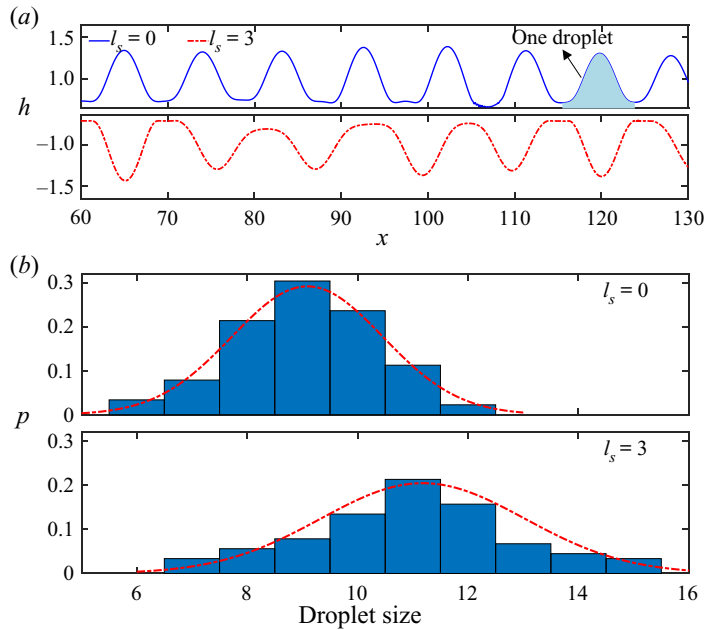 (a)
l_s = 0
l_s = 3
One droplet
1.5
1.0
h
−1.0
−1.5
60 70 80 90 100 110 120 130
x
(b)
0.3
0.2
0.1
0
l_s = 0
p
0.3
0.2
0.1
0
l_s = 3
6 8 10 12 14 16
Droplet size